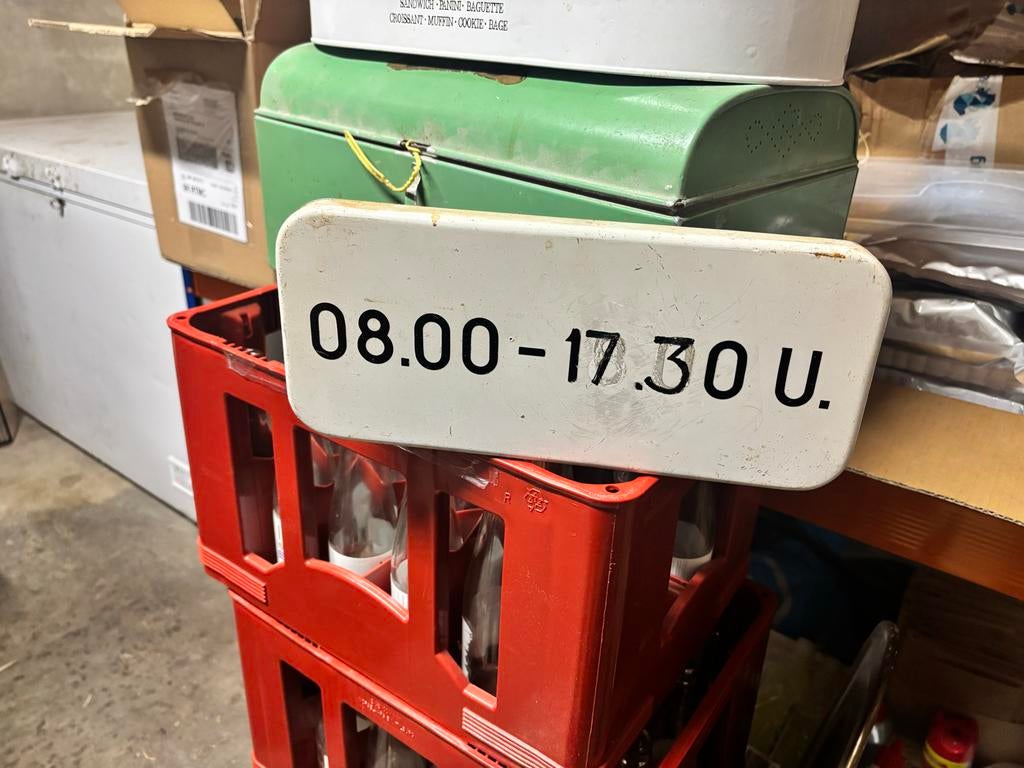 SANDWICH · PANINI · BAGUETTE
CROISSANT · MUFFIN · COOKIE · BAGE
08.00 - 17.30 U.
R